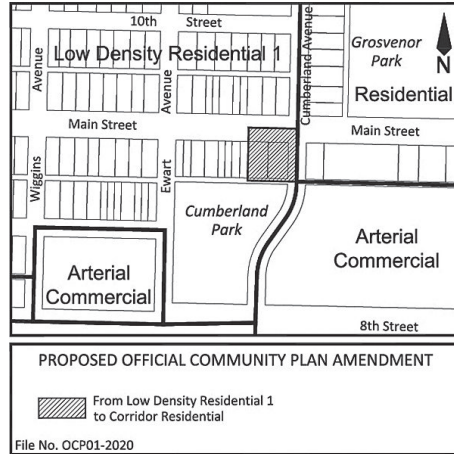 10th Street
Low Density Residential 1
Grosvenor
Park
N
Wiggins Avenue
Ewart Avenue
Cumberland Avenue
Residential
Main Street
Main Street
Cumberland
Park
Arterial
Commercial
Arterial
Commercial
8th Street
PROPOSED OFFICIAL COMMUNITY PLAN AMENDMENT
From Low Density Residential 1
to Corridor Residential
File No. OCP01-2020